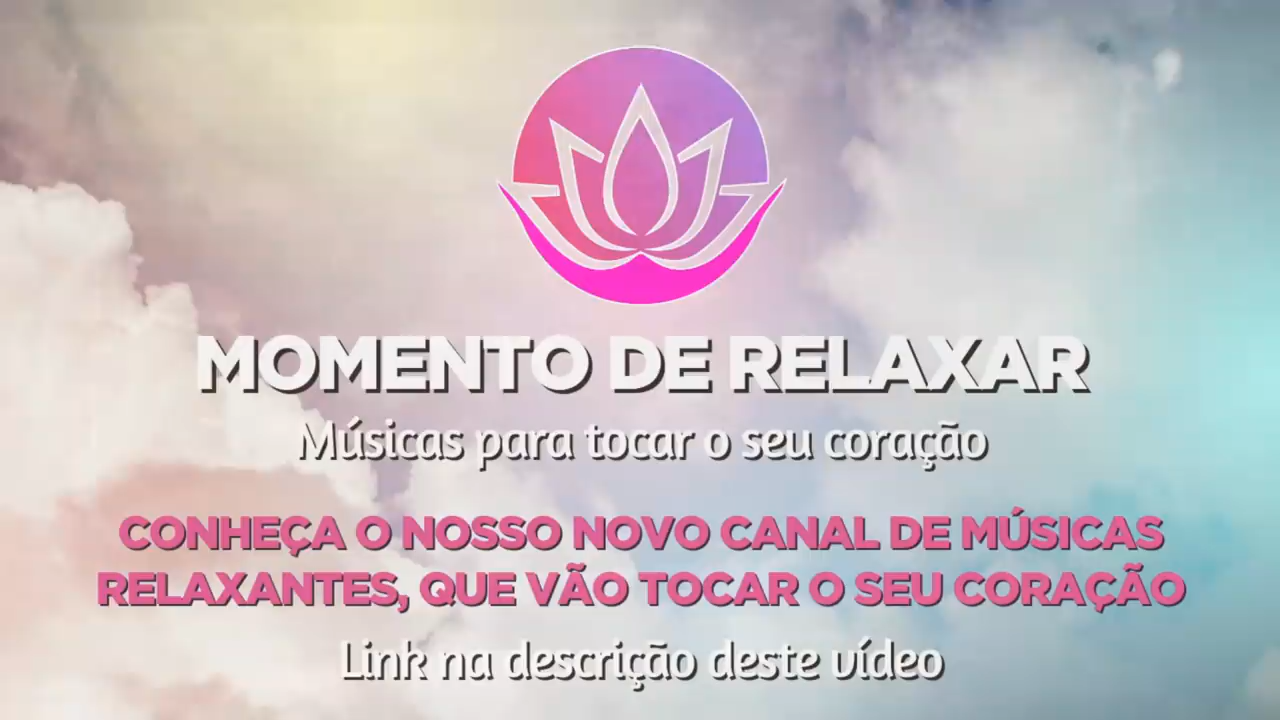 MOMENTO DE RELAXAR
Músicas para tocar o seu coração
CONHEÇA O NOSSO NOVO CANAL DE MÚSICAS
RELAXANTES, QUE VÃO TOCAR O SEU CORAÇÃO
Link na descrição deste vídeo